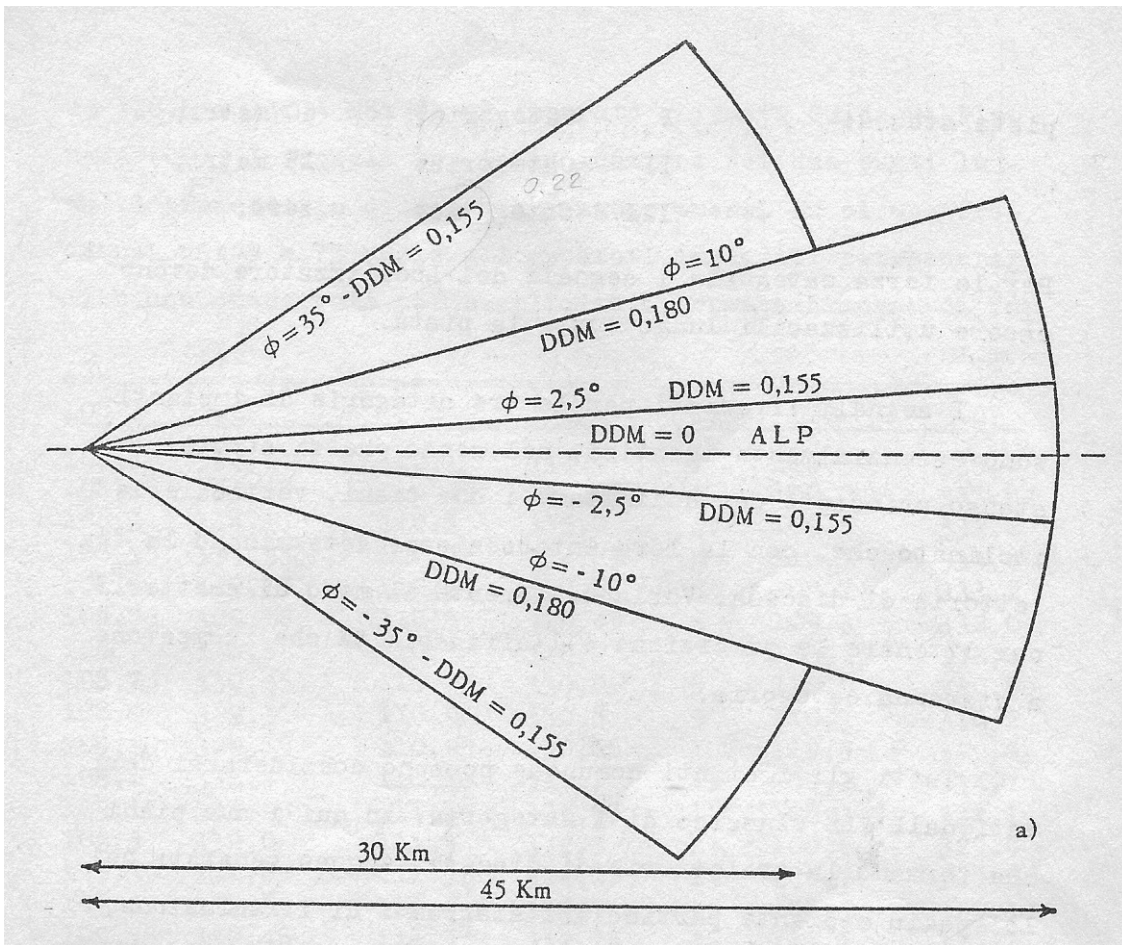 0.22
ϕ = 35° - DDM = 0,155
ϕ = 10°
DDM = 0,180
ϕ = 2,5° DDM = 0,155
DDM = 0 ALP
ϕ = - 2,5° DDM = 0,155
ϕ = - 10°
DDM = 0,180
ϕ = - 35° - DDM = 0,155
a)
30 Km
45 Km